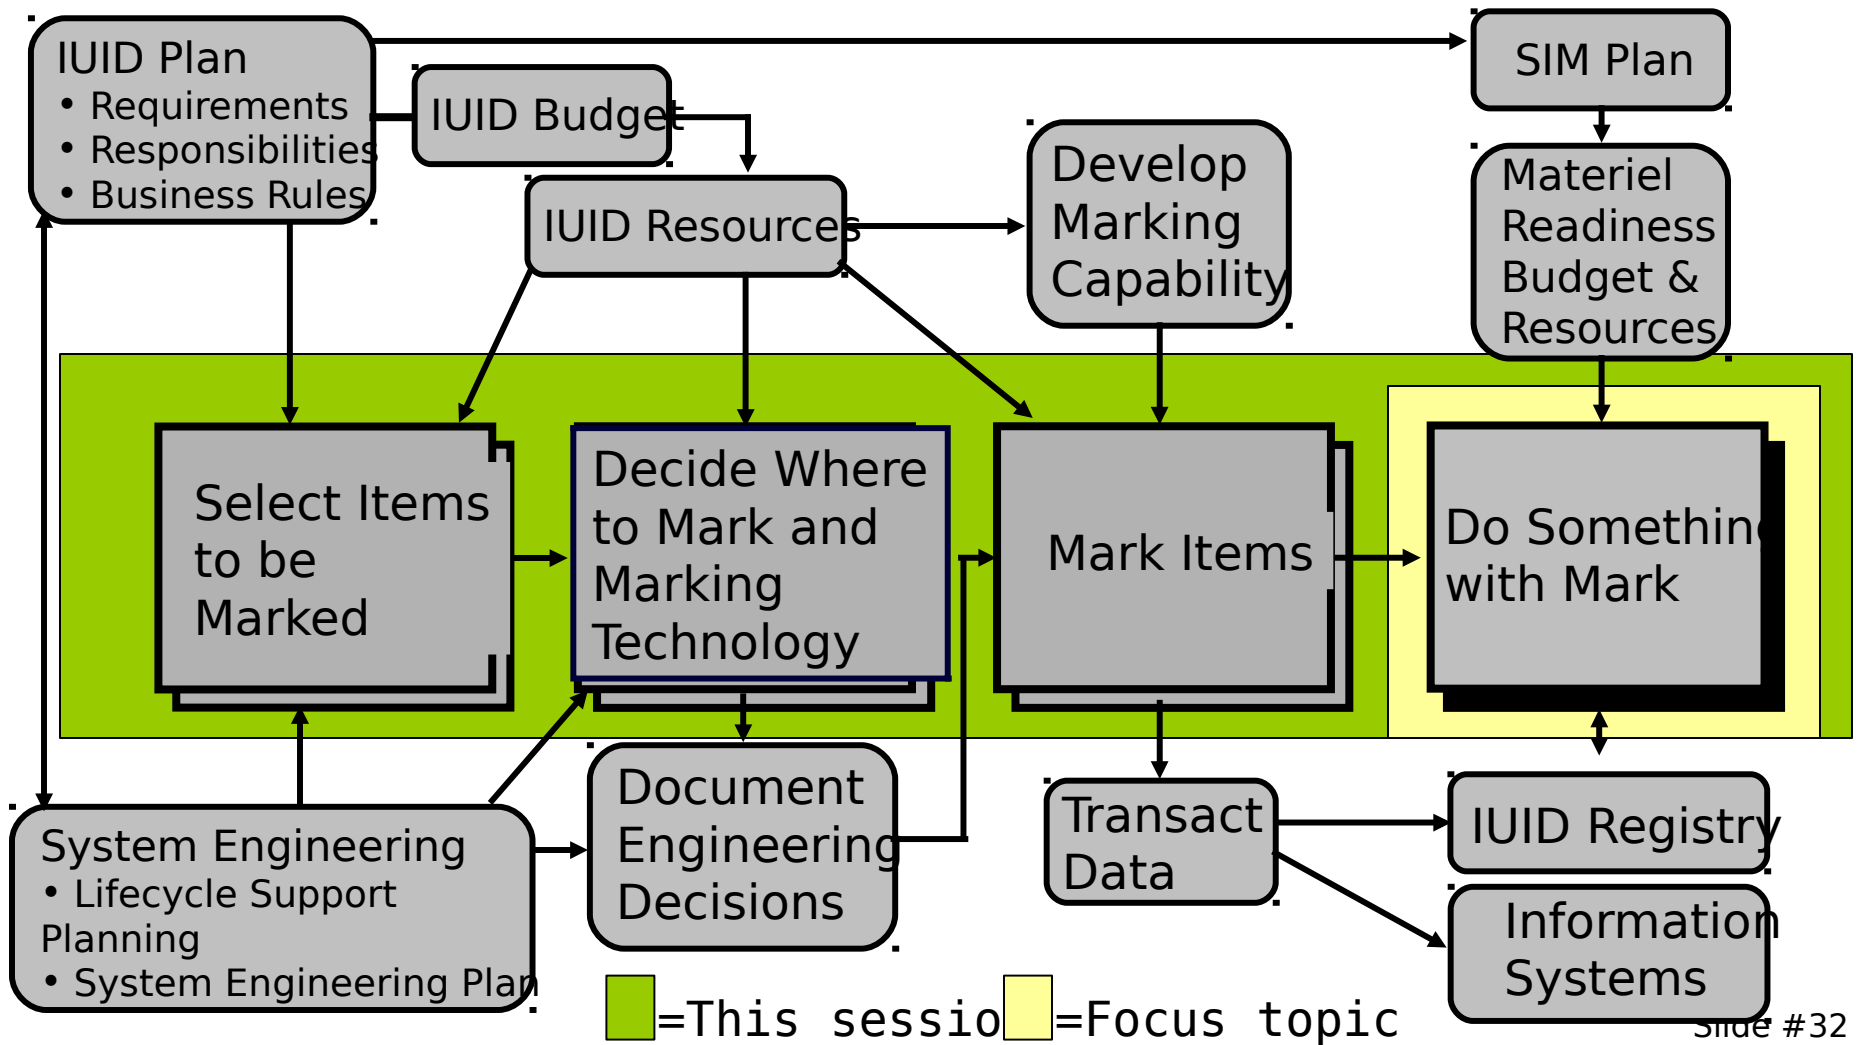 IUID Plan
• Requirements
• Responsibilities
• Business Rules
IUID Budget
IUID Resources
Develop
Marking
Capability
SIM Plan
Materiel
Readiness
Budget &
Resources
Select Items
to be
Marked
Decide Where
to Mark and
Marking
Technology
Mark Items
Do Something
with Mark
System Engineering
• Lifecycle Support
Planning
• System Engineering Plan
Document
Engineering
Decisions
Transact
Data
IUID Registry
Information
Systems
=This sessio
=Focus topic
Slide #32